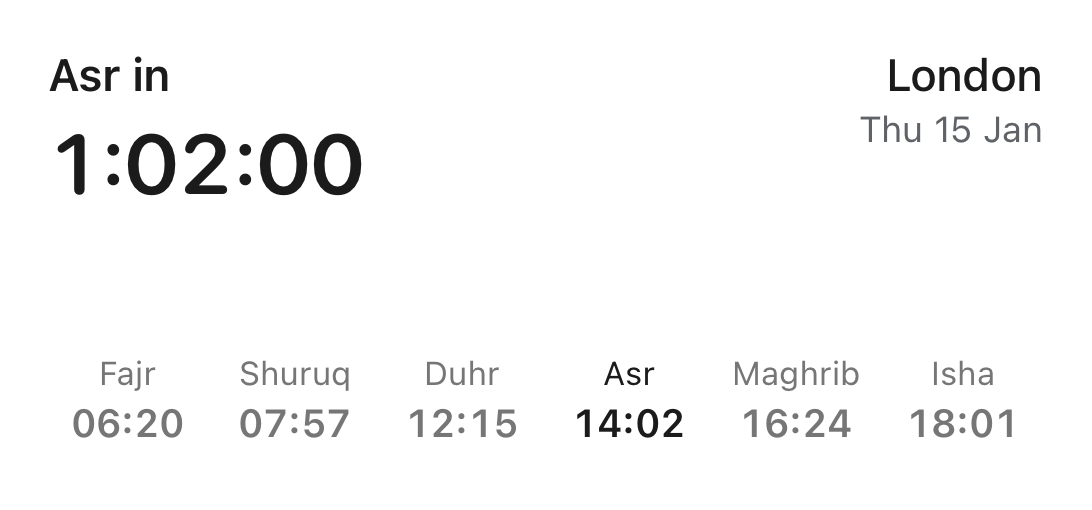 Asr in
1:02:00
London
Thu 15 Jan
Fajr Shuruq Duhr Asr Maghrib Isha
06:20 07:57 12:15 14:02 16:24 18:01